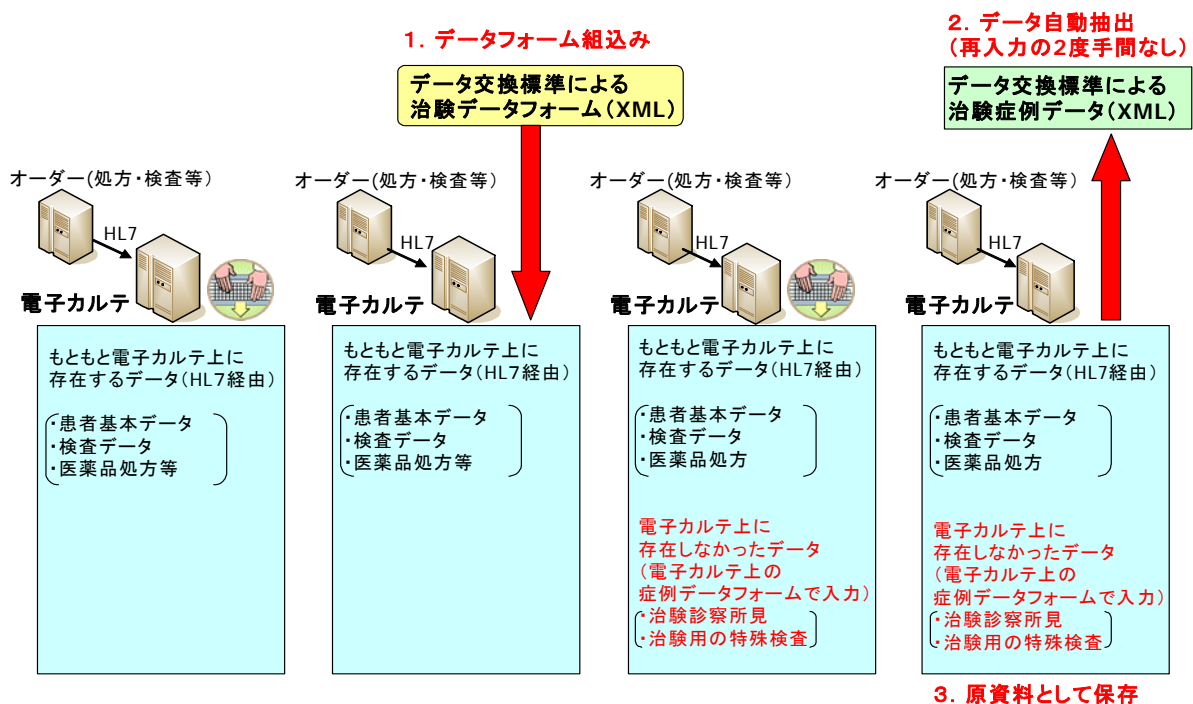 1. データフォーム組込み
データ交換標準による
治験データフォーム(XML)
2. データ自動抽出
(再入力の2度手間なし)
データ交換標準による
治験症例データ(XML)
オーダー(処方・検査等)
HL7
電子カルテ
もともと電子カルテ上に
存在するデータ(HL7経由)
・患者基本データ
・検査データ
・医薬品処方等
オーダー(処方・検査等)
HL7
電子カルテ
もともと電子カルテ上に
存在するデータ(HL7経由)
・患者基本データ
・検査データ
・医薬品処方等
オーダー(処方・検査等)
HL7
電子カルテ
もともと電子カルテ上に
存在するデータ(HL7経由)
・患者基本データ
・検査データ
・医薬品処方
電子カルテ上に
存在しなかったデータ
(電子カルテ上の
症例データフォームで入力)
・治験診察所見
・治験用の特殊検査
オーダー(処方・検査等)
HL7
電子カルテ
もともと電子カルテ上に
存在するデータ(HL7経由)
・患者基本データ
・検査データ
・医薬品処方
電子カルテ上に
存在しなかったデータ
(電子カルテ上の
症例データフォームで入力)
・治験診察所見
・治験用の特殊検査
3. 原資料として保存